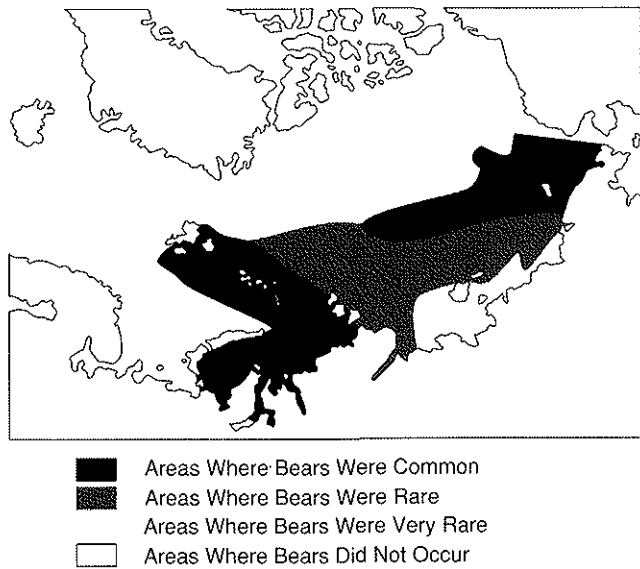 Areas Where Bears Were Common
Areas Where Bears Were Rare
Areas Where Bears Were Very Rare
Areas Where Bears Did Not Occur